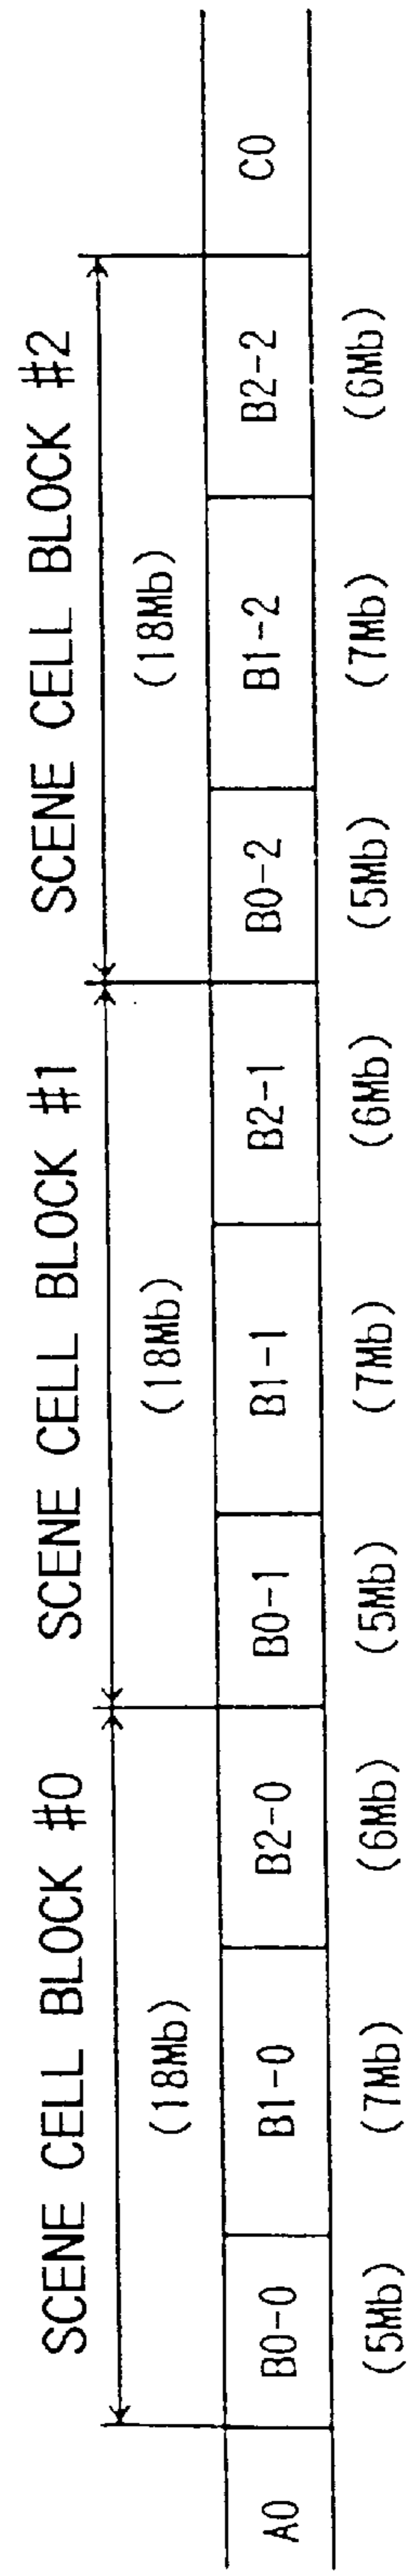 SCENE CELL BLOCK #0 SCENE CELL BLOCK #1 SCENE CELL BLOCK #2
(18Mb) (18Mb) (18Mb)
A0 B0-0 B1-0 B2-0 B0-1 B1-1 B2-1 B0-2 B1-2 B2-2 C0
(5Mb) (7Mb) (6Mb) (5Mb) (7Mb) (6Mb) (5Mb) (7Mb) (6Mb)